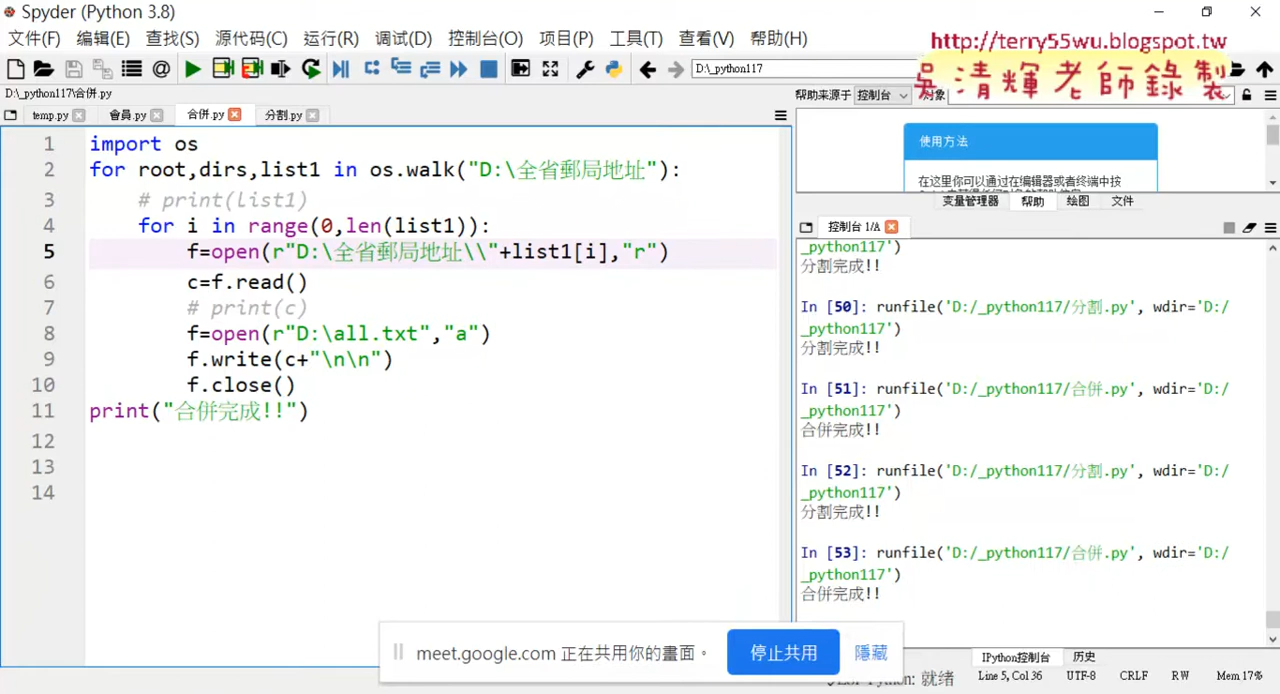 Spyder (Python 3.8)
http://terry55wu.blogspot.tw
文件(F) 编辑(E) 查找(S) 源代码(C) 运行(R) 调试(D) 控制台(O) 项目(P) 工具(T) 查看(V) 帮助(H)
D:\_python117
吳清輝老師錄製
D:\_python117\合併.py
帮助来源于 控制台 对象
temp.py 會員.py 合併.py 分割.py
1 import os
2 for root,dirs,list1 in os.walk("D:\全省郵局地址"):
3 # print(list1)
4 for i in range(0,len(list1)):
5 f=open(r"D:\全省郵局地址\\"+list1[i],"r")
6 c=f.read()
7 # print(c)
8 f=open(r"D:\all.txt","a")
9 f.write(c+"\n\n")
10 f.close()
11 print("合併完成!!")
12
13
14
使用方法
在这里你可以通过在编辑器或者终端中按
变量管理器 帮助 绘图 文件
控制台 1/A
_python117')
分割完成!!
In [50]: runfile('D:/_python117/分割.py', wdir='D:/
_python117')
分割完成!!
In [51]: runfile('D:/_python117/合併.py', wdir='D:/
_python117')
合併完成!!
In [52]: runfile('D:/_python117/分割.py', wdir='D:/
_python117')
分割完成!!
In [53]: runfile('D:/_python117/合併.py', wdir='D:/
_python117')
合併完成!!
meet.google.com 正在共用你的畫面。 停止共用 隱藏
IPython控制台 历史
Python: 就绪 Line 5, Col 36 UTF-8 CRLF RW Mem 17%